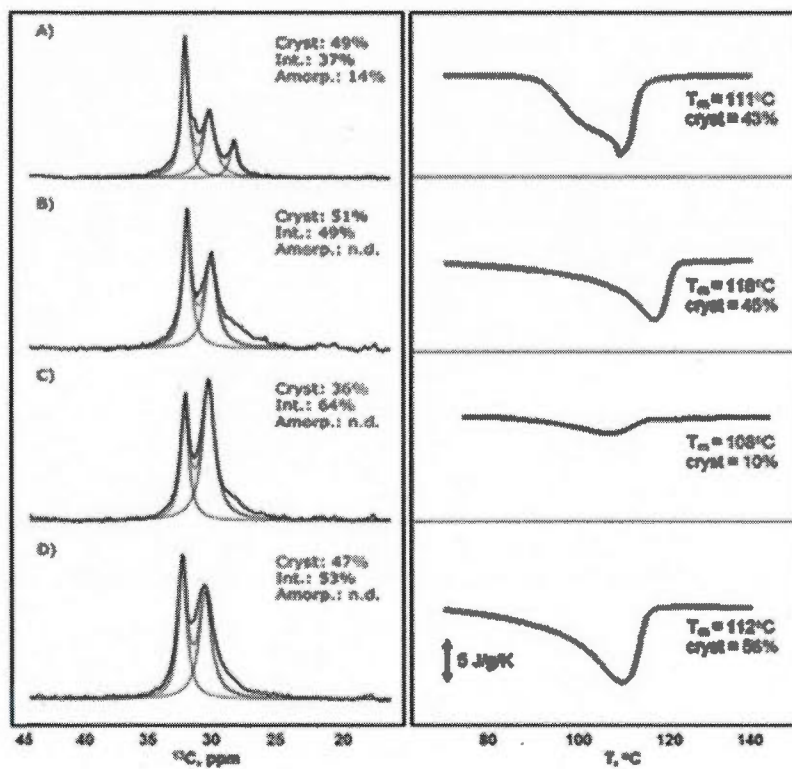 A)
Cryst: 49%
Int.: 37%
Amorp.: 14%
Tm = 111°C
cryst = 43%
B)
Cryst: 51%
Int.: 49%
Amorp.: n.d.
Tm = 118°C
cryst = 45%
C)
Cryst: 36%
Int.: 64%
Amorp.: n.d.
Tm = 108°C
cryst = 10%
D)
Cryst: 47%
Int.: 53%
Amorp.: n.d.
Tm = 112°C
cryst = 56%
5 J/g/K
45 40 35 30 25 20
¹³C, ppm
80 100 120 140
T, °C